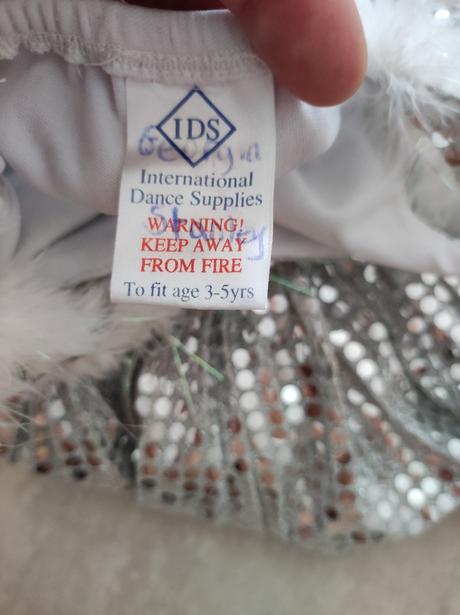 IDS
International
Dance Supplies
WARNING!
KEEP AWAY
FROM FIRE
To fit age 3-5yrs